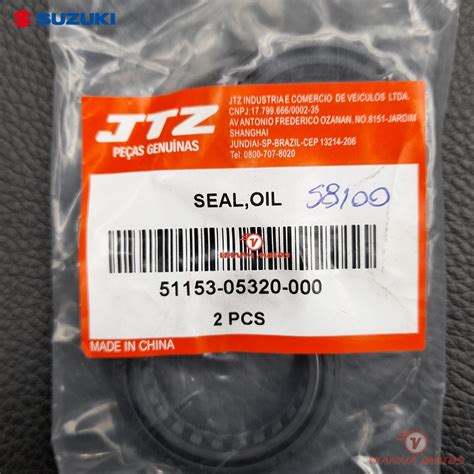 SUZUKI
JTZ
PEÇAS GENUÍNAS
JTZ INDUSTRIA E COMERCIO DE VEICULOS LTDA.
CNPJ:17.799.666/0002-35
AV ANTONIO FREDERICO OZANAN, NO.8151-JARDIM
SHANGHAI
JUNDIAI-SP-BRAZIL-CEP 13214-206
Tel: 0800-707-8020
SEAL,OIL 58100
51153-05320-000
2 PCS
MADE IN CHINA